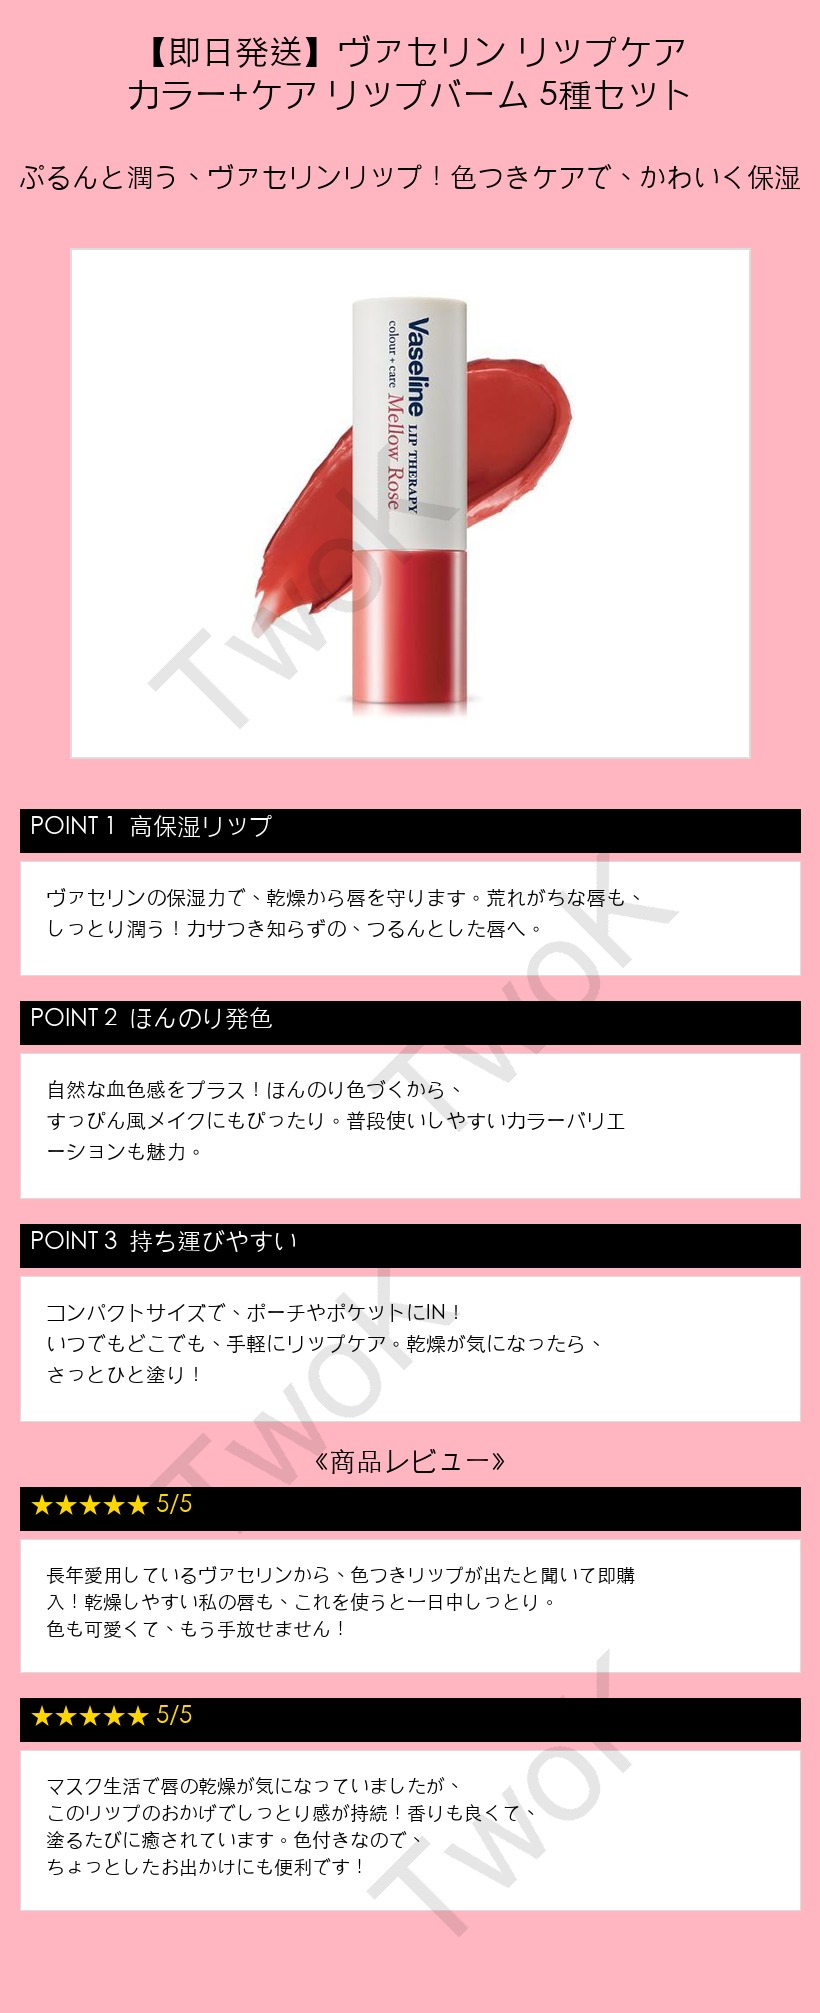 【即日発送】ヴァセリン リップケア
カラー+ケア リップバーム 5種セット
ぷるんと潤う、ヴァセリンリップ！色つきケアで、かわいく保湿
Vaseline LIP THERAPY
colour + care Mellow Rose
TwoK
POINT 1 高保湿リップ
ヴァセリンの保湿力で、乾燥から唇を守ります。荒れがちな唇も、
しっとり潤う！カサつき知らずの、つるんとした唇へ。
TwoK
POINT 2 ほんのり発色
自然な血色感をプラス！ほんのり色づくから、
すっぴん風メイクにもぴったり。普段使いしやすいカラーバリエ
ーションも魅力。
POINT 3 持ち運びやすい
コンパクトサイズで、ポーチやポケットにIN！
いつでもどこでも、手軽にリップケア。乾燥が気になったら、
さっとひと塗り！
TwoK
《商品レビュー》
★★★★★ 5/5
長年愛用しているヴァセリンから、色つきリップが出たと聞いて即購
入！乾燥しやすい私の唇も、これを使うと一日中しっとり。
色も可愛くて、もう手放せません！
★★★★★ 5/5
マスク生活で唇の乾燥が気になっていましたが、
このリップのおかげでしっとり感が持続！香りも良くて、
塗るたびに癒されています。色付きなので、
ちょっとしたお出かけにも便利です！
TwoK